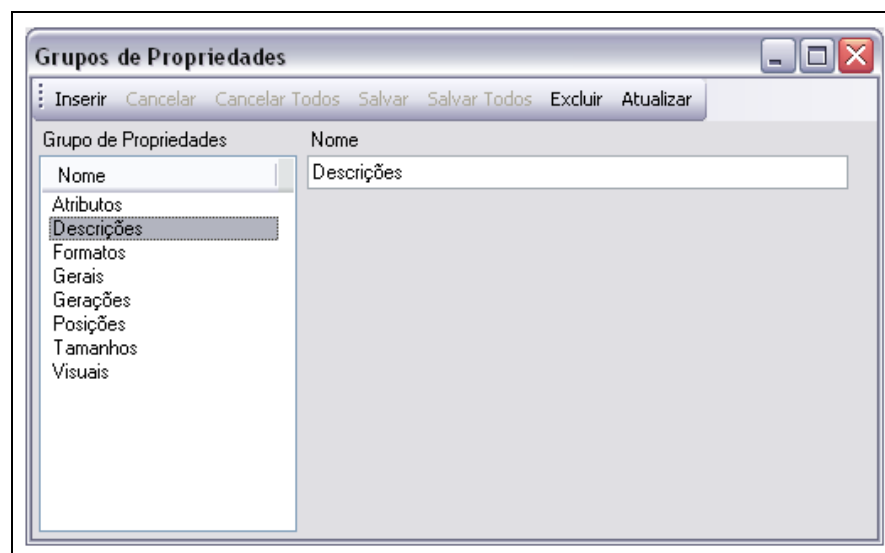 Grupos de Propriedades
Inserir Cancelar Cancelar Todos Salvar Salvar Todos Excluir Atualizar
Grupo de Propriedades
Nome
Nome
Descrições
Atributos
Descrições
Formatos
Gerais
Gerações
Posições
Tamanhos
Visuais